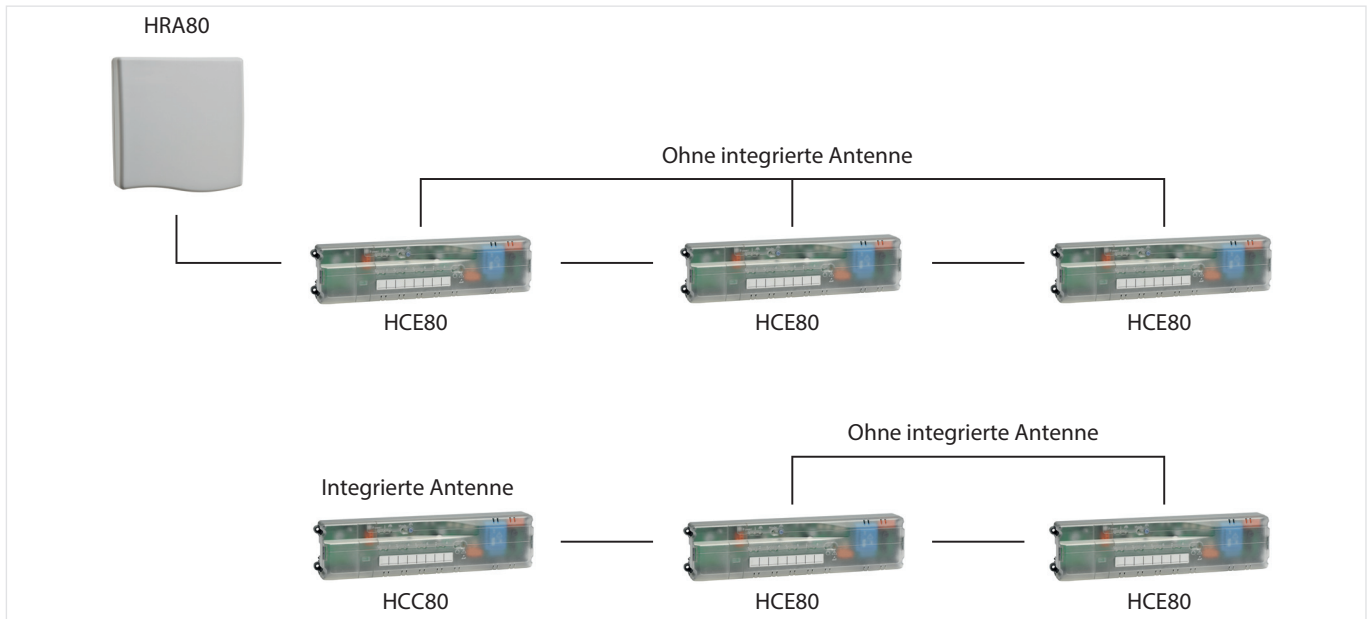 HRA80
Ohne integrierte Antenne
HCE80
HCE80
HCE80
Ohne integrierte Antenne
Integrierte Antenne
HCC80
HCE80
HCE80